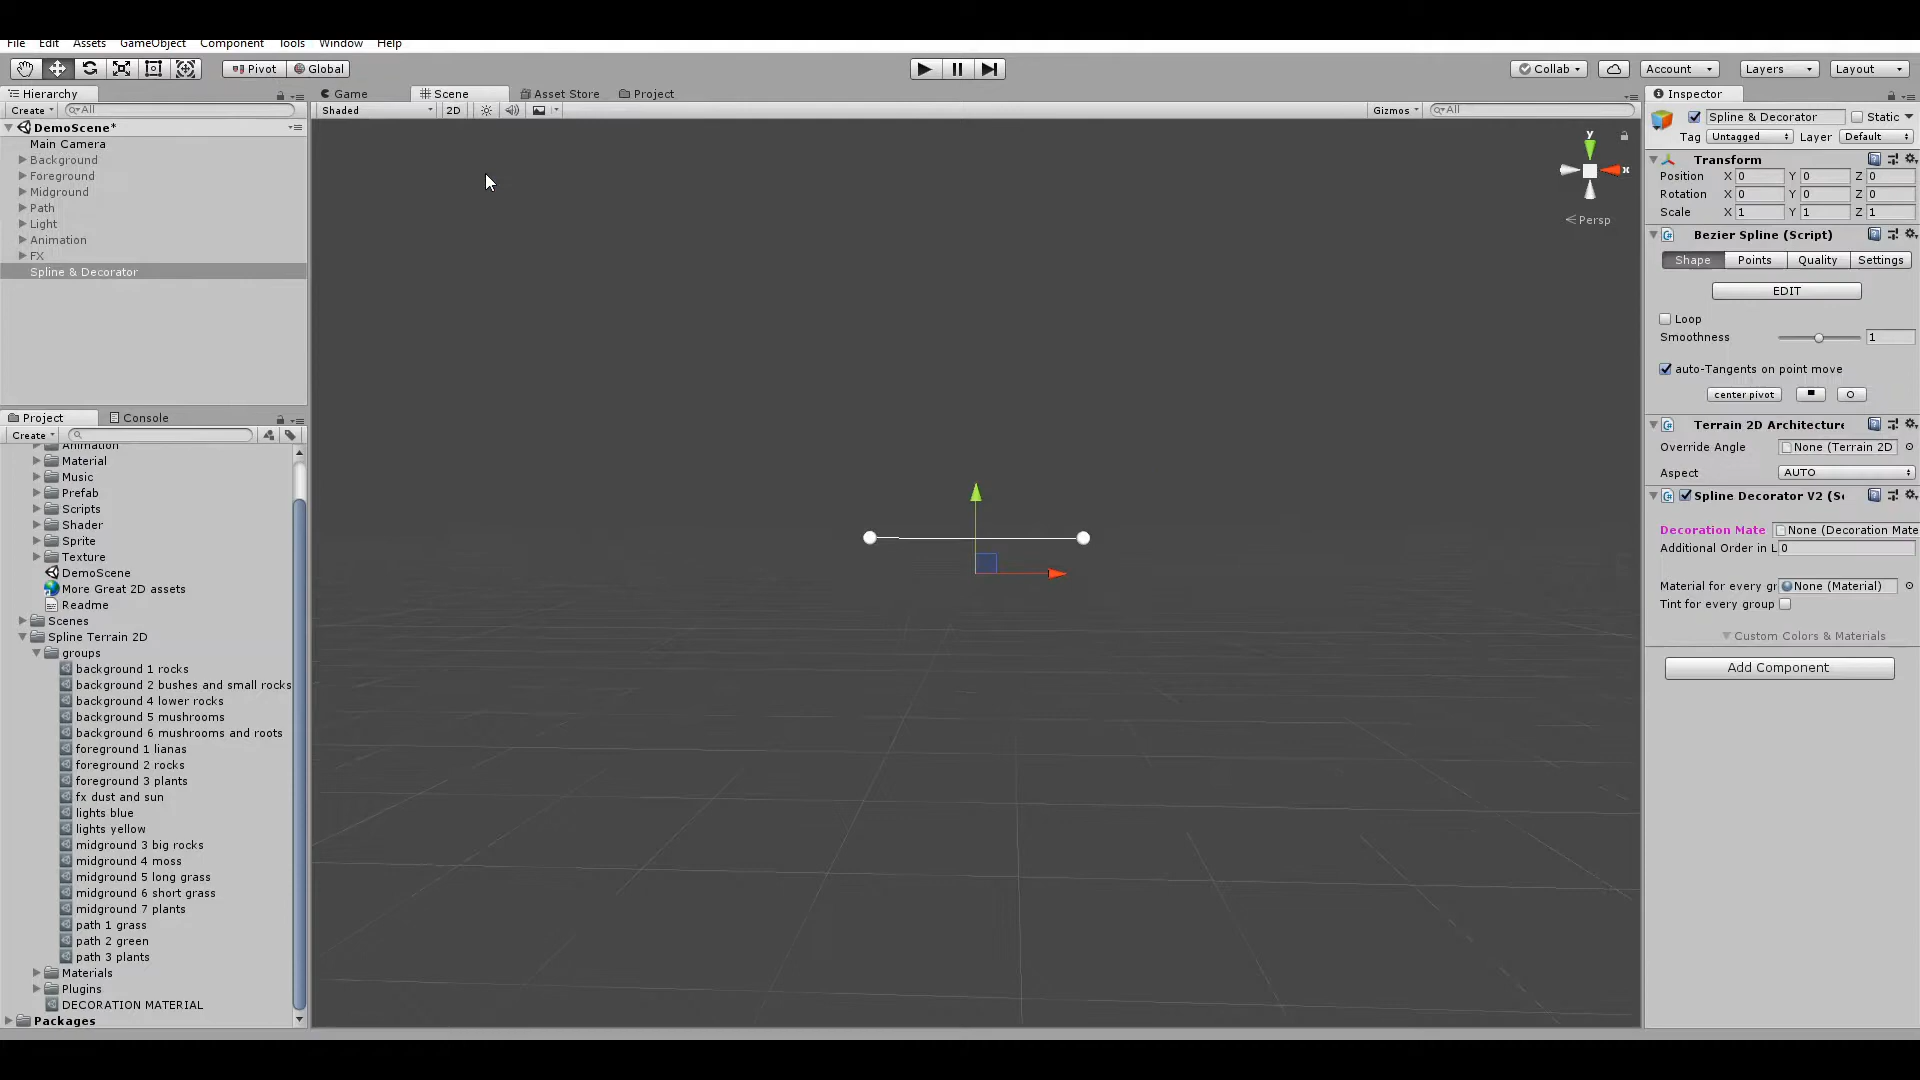 File Edit Assets GameObject Component Tools Window Help
Pivot Global Collab Account Layers Layout
Hierarchy
Create All
DemoScene*
Main Camera
Background
Foreground
Midground
Path
Light
Animation
FX
Spline & Decorator
Project Console
Create
Animation
Material
Music
Prefab
Scripts
Shader
Sprite
Texture
DemoScene
More Great 2D assets
Readme
Scenes
Spline Terrain 2D
groups
background 1 rocks
background 2 bushes and small rocks
background 4 lower rocks
background 5 mushrooms
background 6 mushrooms and roots
foreground 1 lianas
foreground 2 rocks
foreground 3 plants
fx dust and sun
lights blue
lights yellow
midground 3 big rocks
midground 4 moss
midground 5 long grass
midground 6 short grass
midground 7 plants
path 1 grass
path 2 green
path 3 plants
Materials
Plugins
DECORATION MATERIAL
Packages
Game Scene Asset Store Project
Shaded 2D Gizmos All
y
x
Persp
Inspector
Spline & Decorator Static
Tag Untagged Layer Default
Transform
Position X 0 Y 0 Z 0
Rotation X 0 Y 0 Z 0
Scale X 1 Y 1 Z 1
Bezier Spline (Script)
Shape Points Quality Settings
EDIT
Loop
Smoothness 1
auto-Tangents on point move
center pivot
Terrain 2D Architecture
Override Angle None (Terrain 2D
Aspect AUTO
Spline Decorator V2 (Sc
Decoration Mate None (Decoration Mate
Additional Order in L 0
Material for every gr None (Material)
Tint for every group
Custom Colors & Materials
Add Component